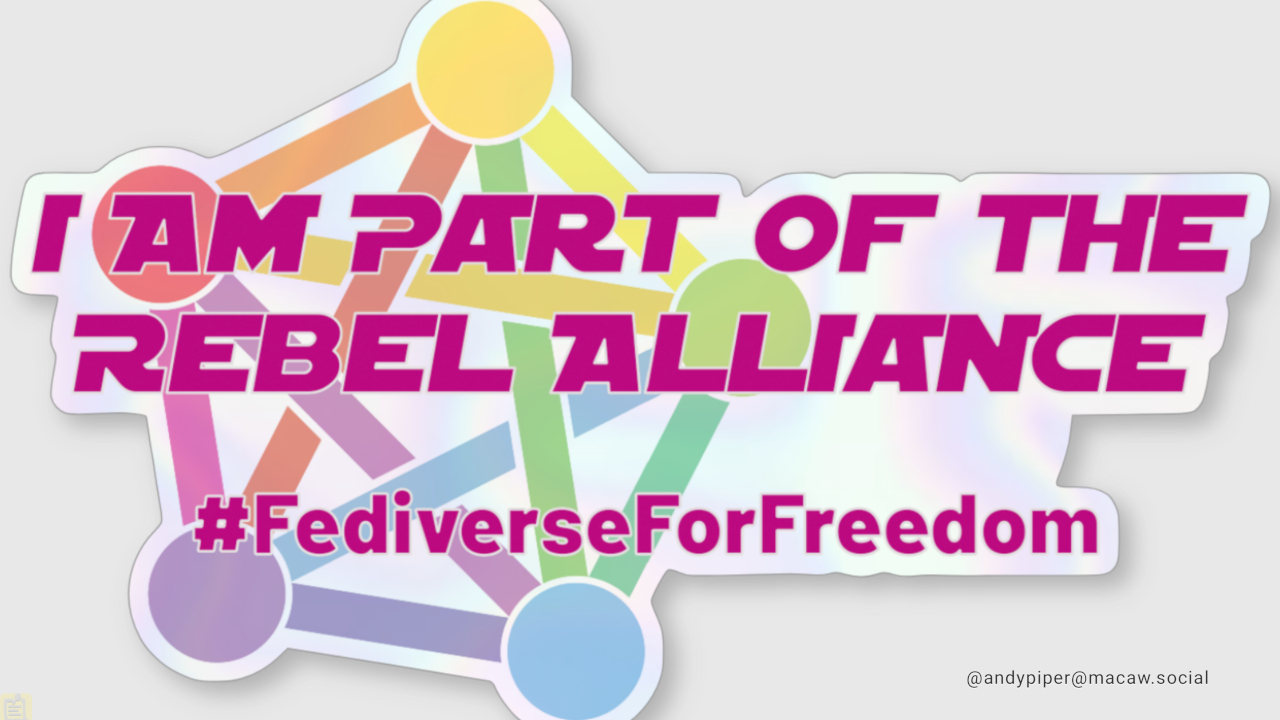 I AM PART OF THE
REBEL ALLIANCE
#FediverseForFreedom
@andypiper@macaw.social